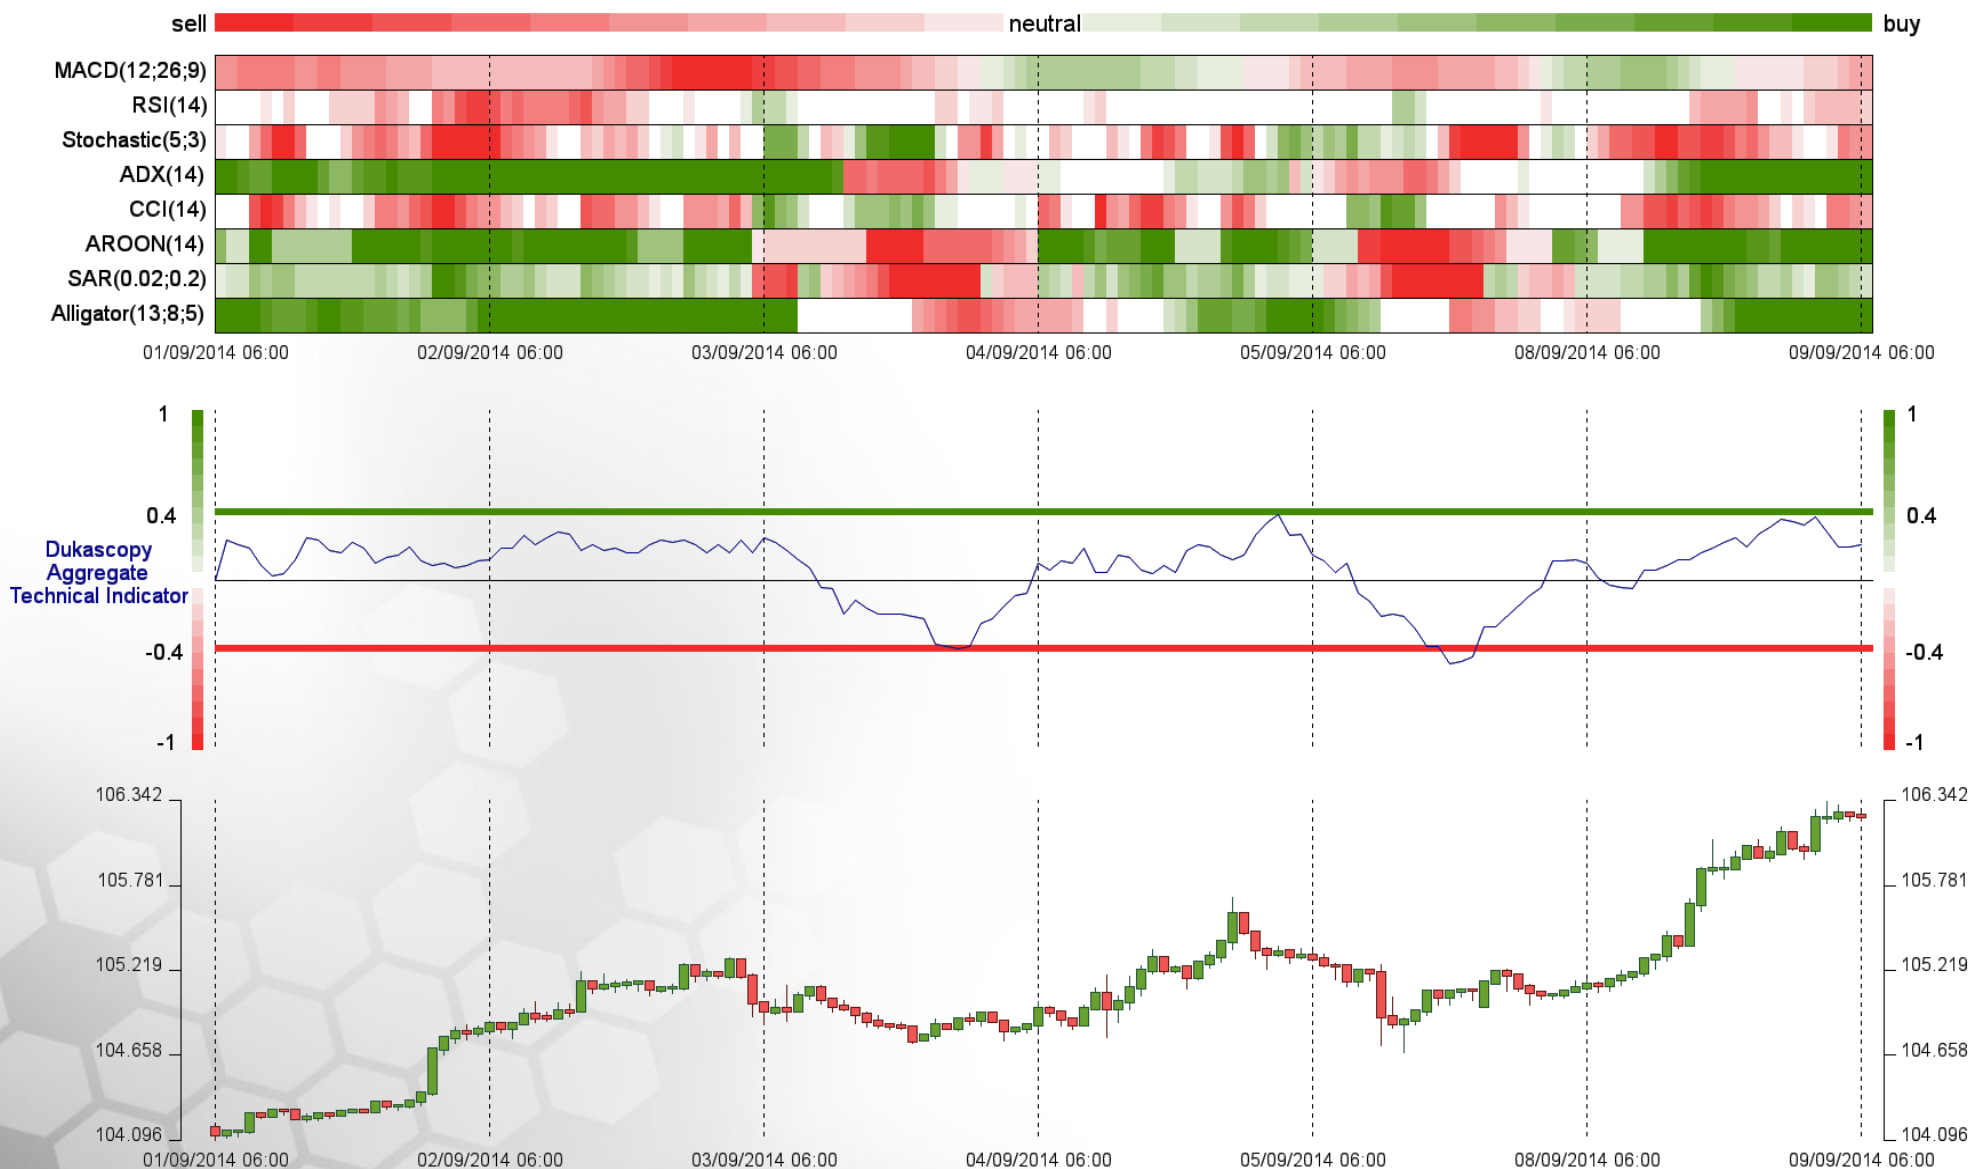 sell neutral buy
MACD(12;26;9)
RSI(14)
Stochastic(5;3)
ADX(14)
CCI(14)
AROON(14)
SAR(0.02;0.2)
Alligator(13;8;5)
01/09/2014 06:00 02/09/2014 06:00 03/09/2014 06:00 04/09/2014 06:00 05/09/2014 06:00 08/09/2014 06:00 09/09/2014 06:00
1 1
0.4 0.4
Dukascopy
Aggregate
Technical Indicator
-0.4 -0.4
-1 -1
106.342 106.342
105.781 105.781
105.219 105.219
104.658 104.658
104.096 104.096
01/09/2014 06:00 02/09/2014 06:00 03/09/2014 06:00 04/09/2014 06:00 05/09/2014 06:00 08/09/2014 06:00 09/09/2014 06:00